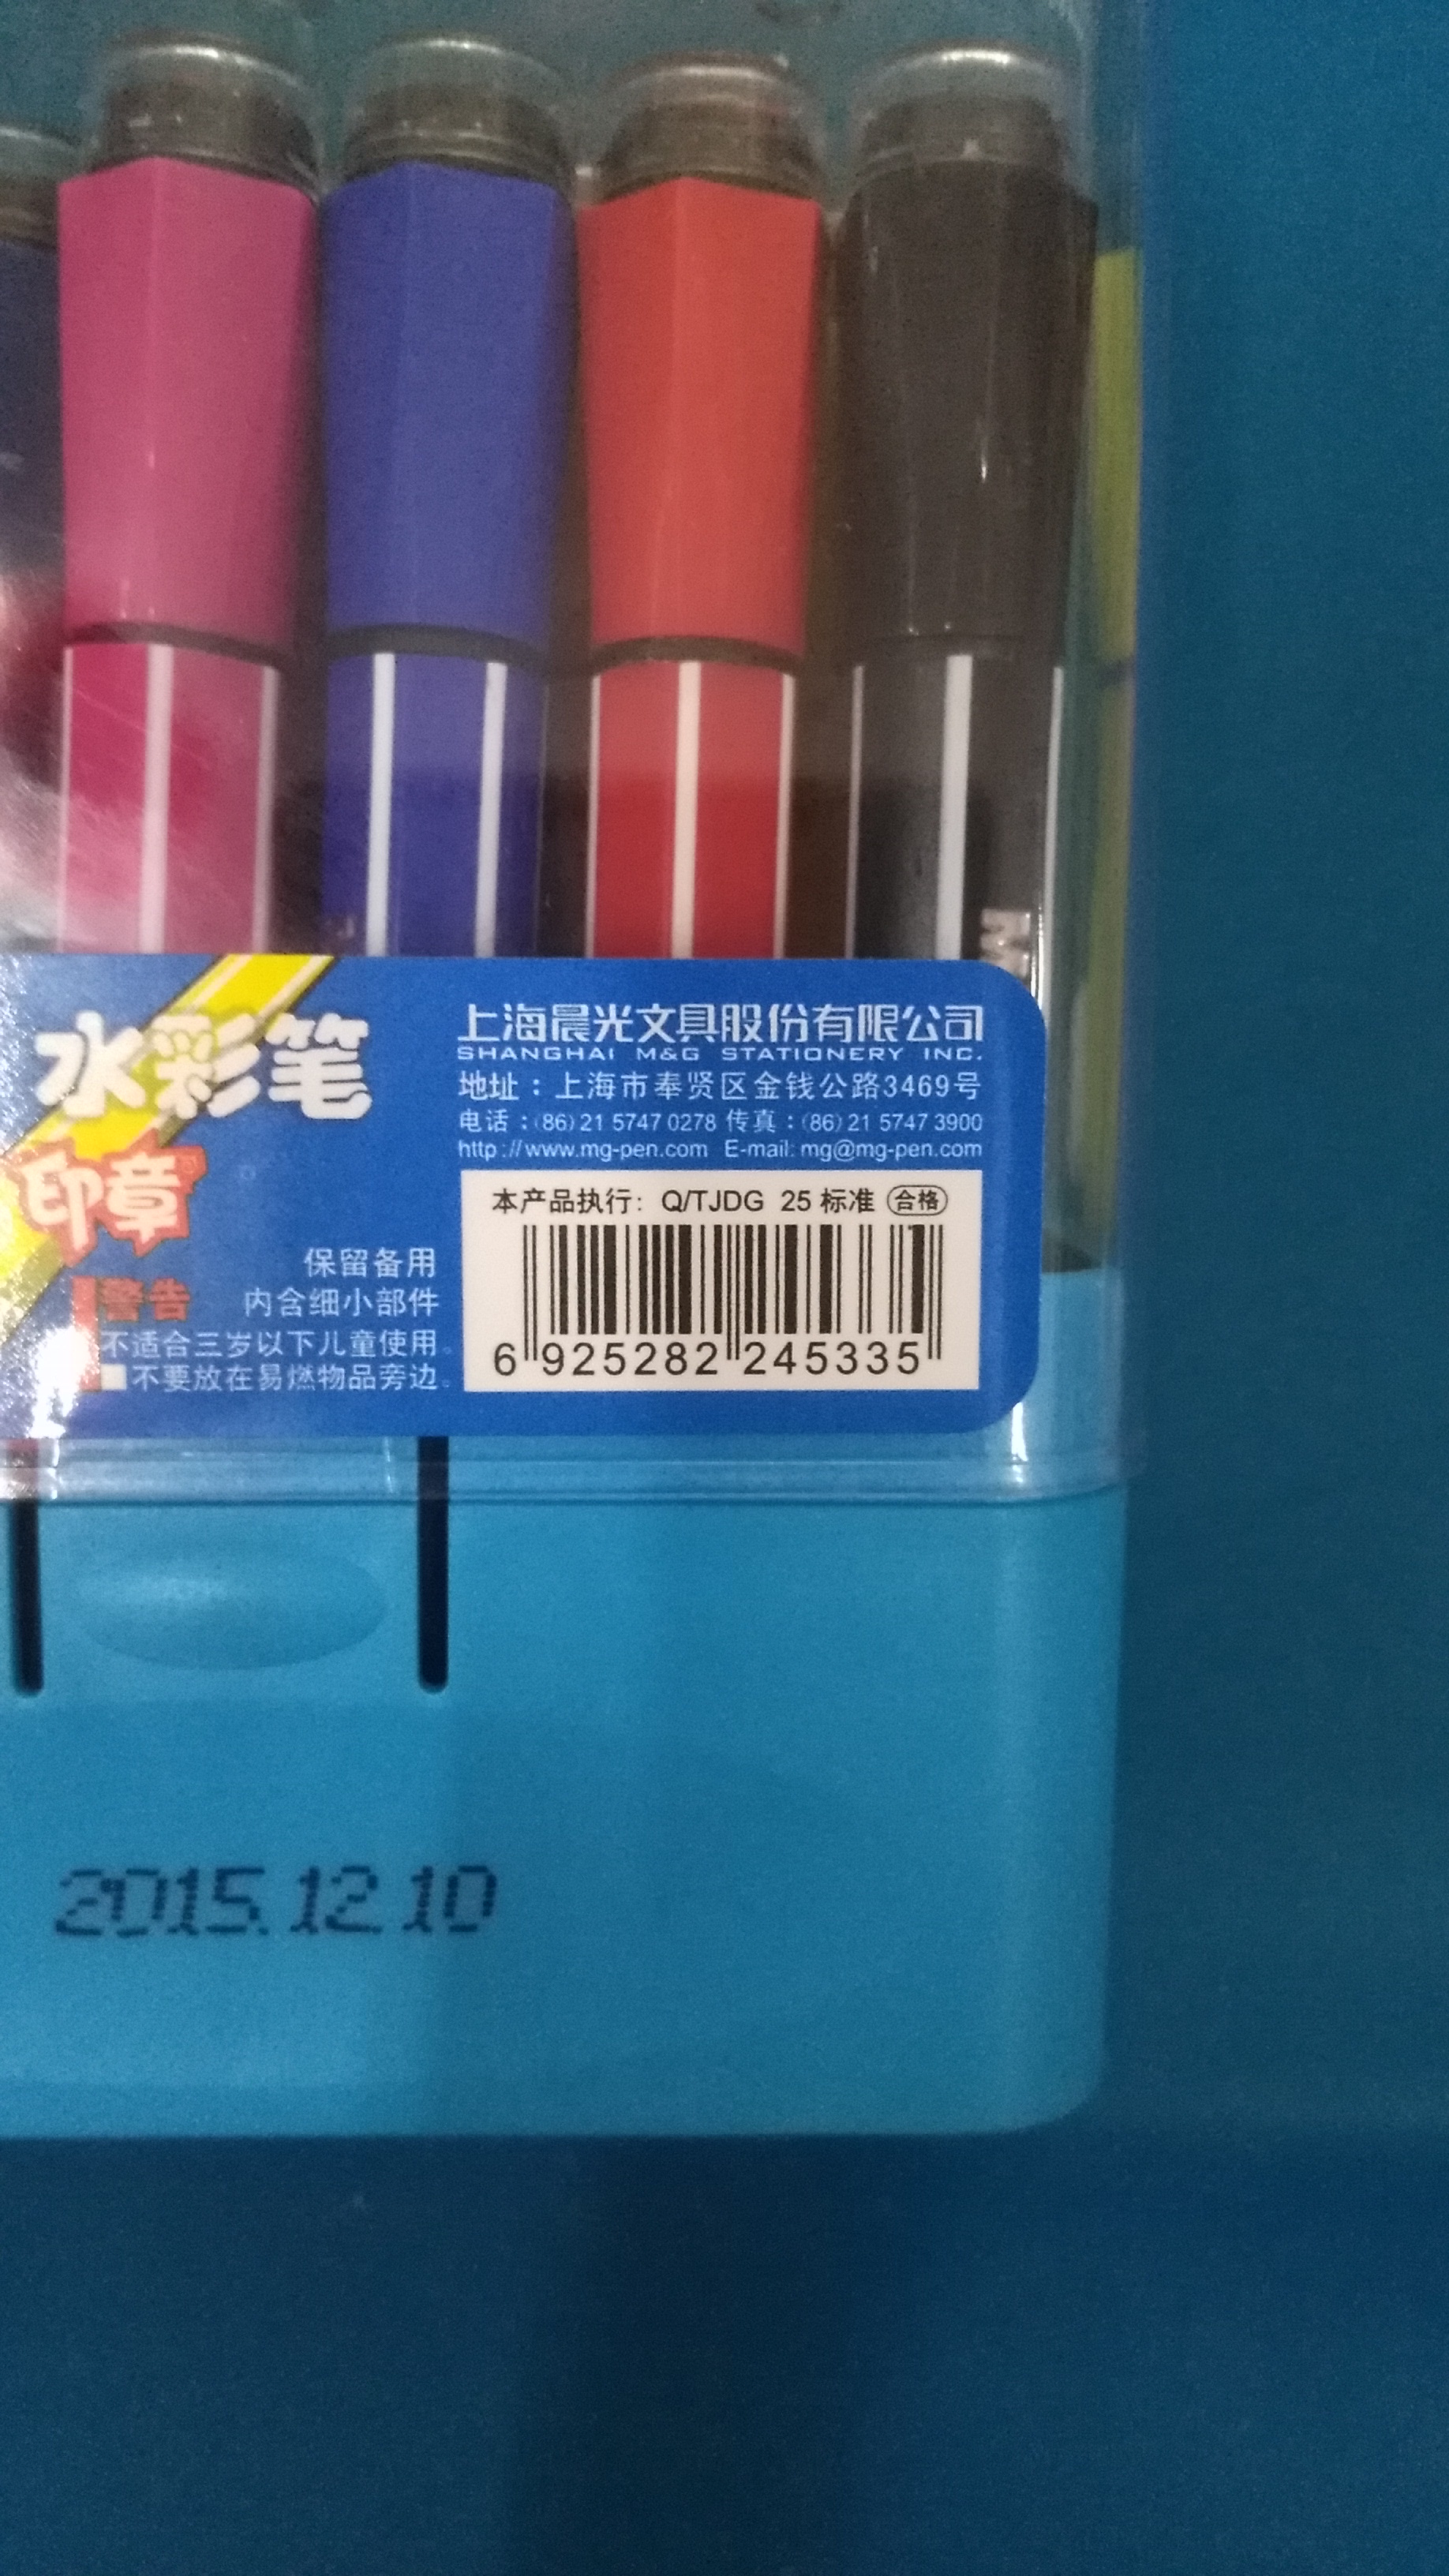 水彩笔
印章
上海晨光文具股份有限公司
SHANGHAI M&G STATIONERY INC.
地址：上海市奉贤区金钱公路3469号
电话：(86) 21 5747 0278 传真：(86) 21 5747 3900
http://www.mg-pen.com E-mail: mg@mg-pen.com
本产品执行：Q/TJDG 25 标准 合格
6 925282 245335
保留备用
警告 内含细小部件
不适合三岁以下儿童使用。
不要放在易燃物品旁边。
2015.12.10